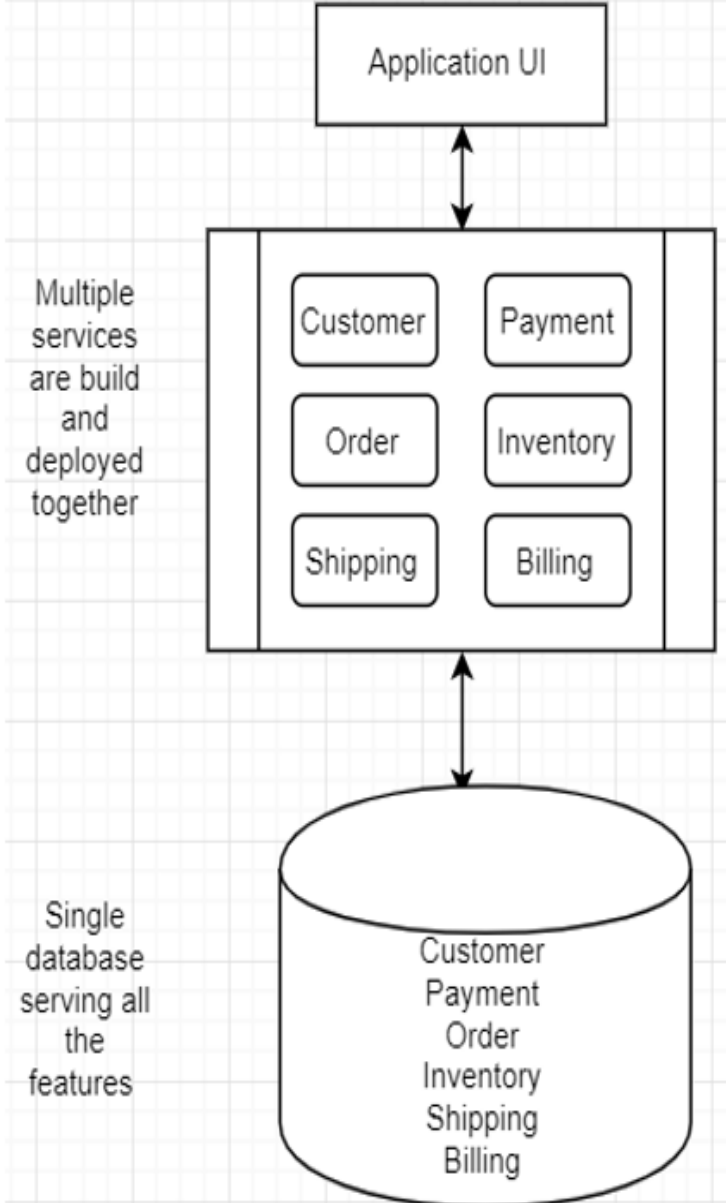 Application UI
Multiple
services
are build
and
deployed
together
Customer
Payment
Order
Inventory
Shipping
Billing
Single
database
serving all
the
features
Customer
Payment
Order
Inventory
Shipping
Billing